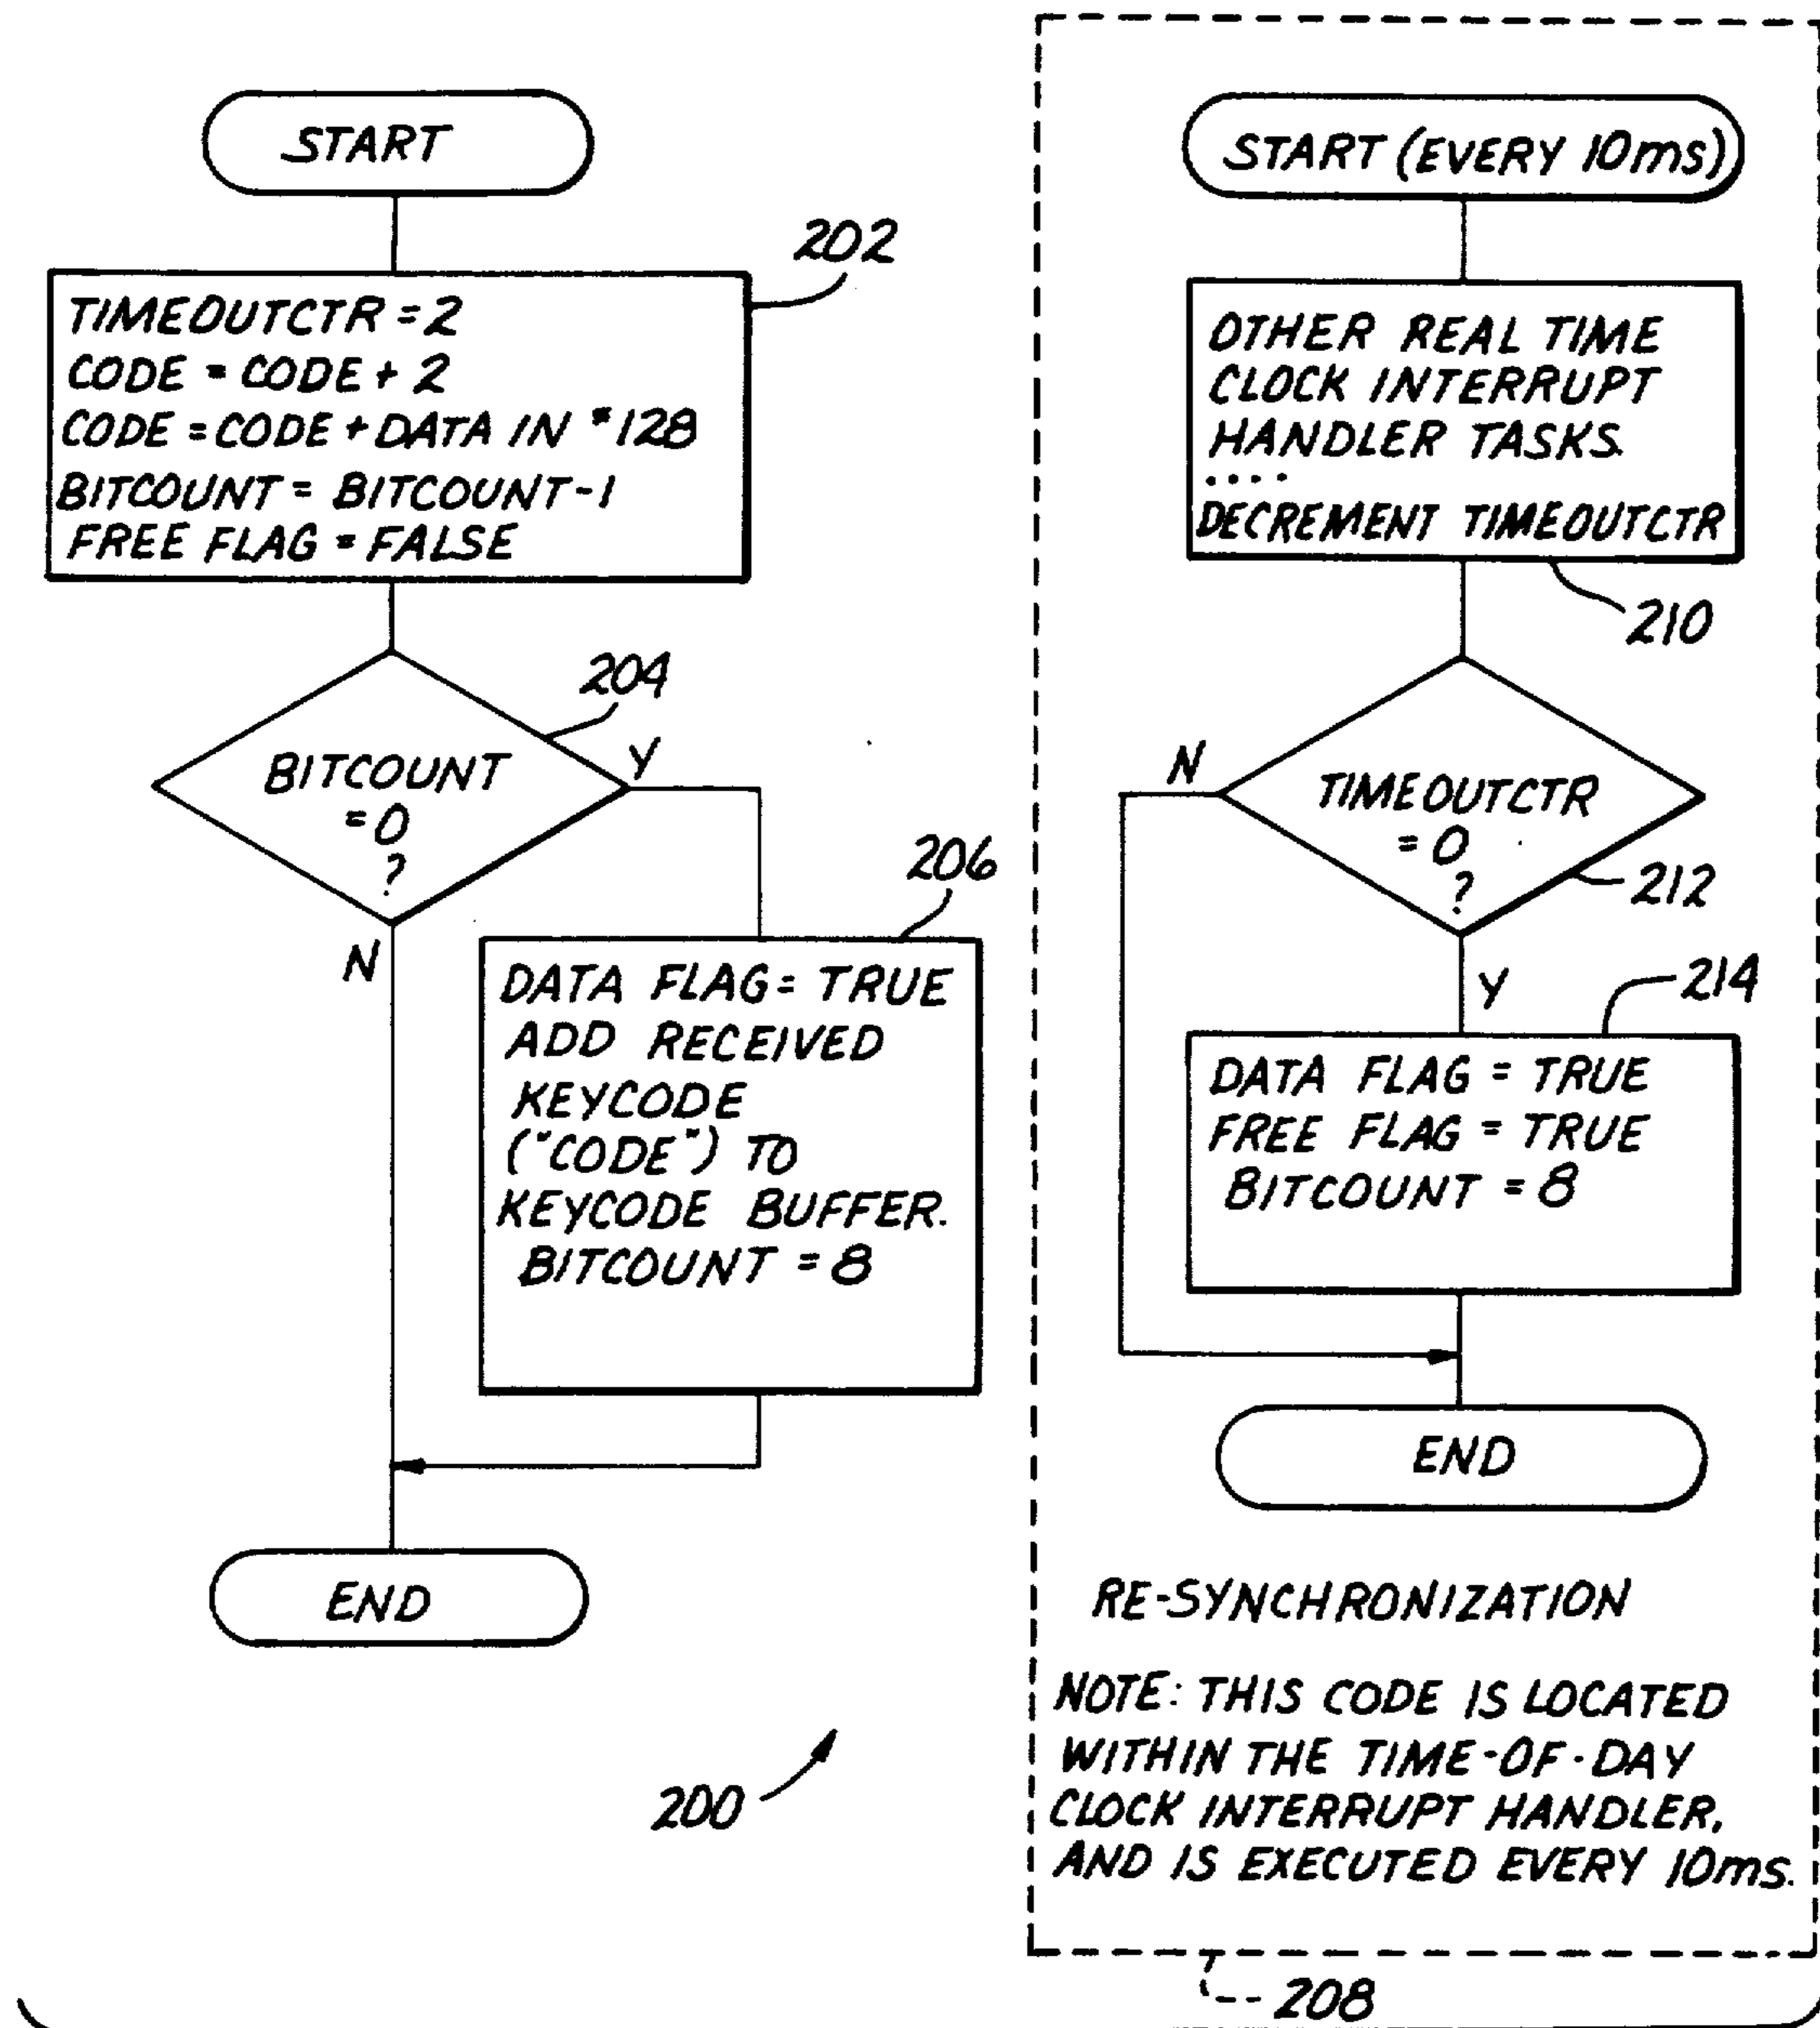 START
202
TIMEOUTCTR = 2
CODE = CODE + 2
CODE = CODE + DATA IN *128
BITCOUNT = BITCOUNT-1
FREE FLAG = FALSE
204
BITCOUNT
= 0
?
Y
N
206
DATA FLAG = TRUE
ADD RECEIVED
KEYCODE
("CODE") TO
KEYCODE BUFFER.
BITCOUNT = 8
END
200
START (EVERY 10ms)
OTHER REAL TIME
CLOCK INTERRUPT
HANDLER TASKS.
....
DECREMENT TIMEOUTCTR
210
N
TIMEOUTCTR
= 0
?
212
Y
214
DATA FLAG = TRUE
FREE FLAG = TRUE
BITCOUNT = 8
END
RE-SYNCHRONIZATION
NOTE: THIS CODE IS LOCATED
WITHIN THE TIME-OF-DAY
CLOCK INTERRUPT HANDLER,
AND IS EXECUTED EVERY 10ms.
208